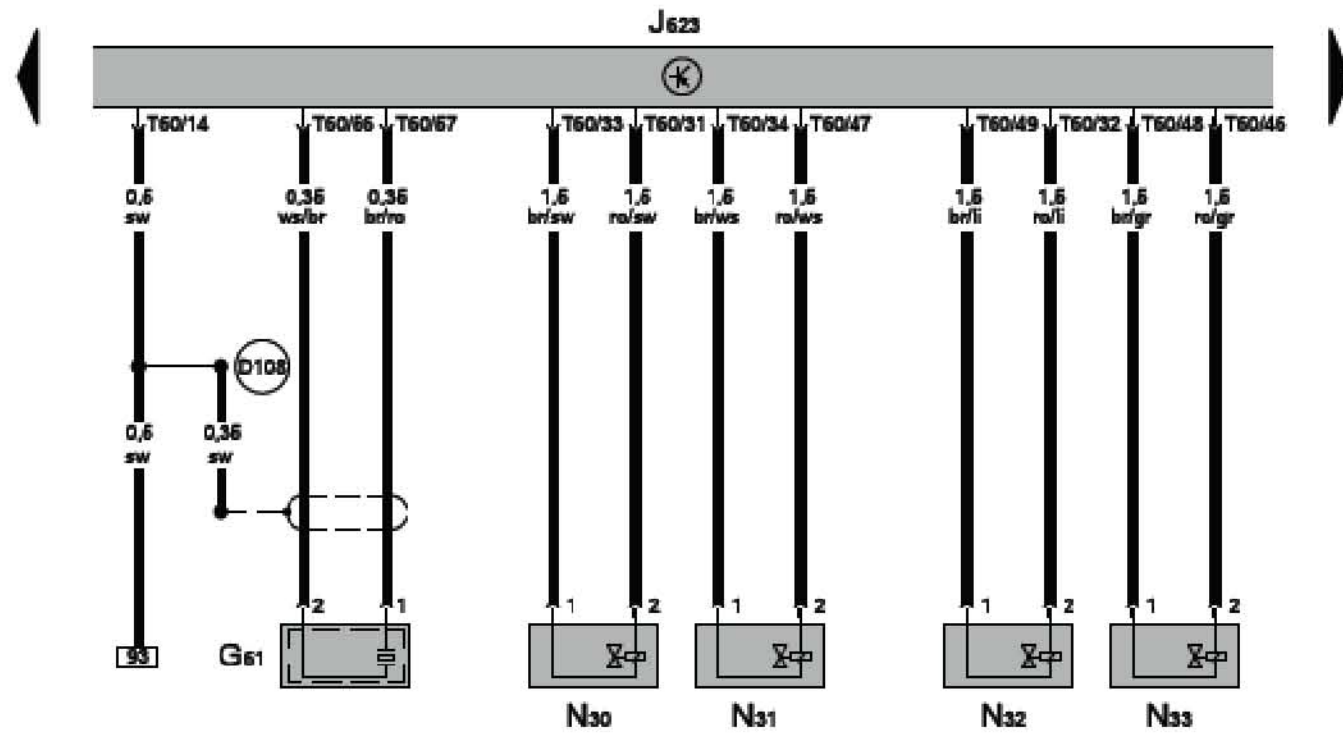 J623
T60/14 T60/56 T60/57 T60/33 T60/31 T60/34 T60/47 T60/49 T60/32 T60/48 T60/46
0,5 0,35 0,35 1,5 1,5 1,5 1,5 1,5 1,5 1,5 1,5
sw ws/br br/ro br/sw ro/sw br/ws ro/ws br/li ro/li br/gr ro/gr
D108
0,5 0,35
sw sw
2 1 1 2 1 2 1 2 1 2
93 G61
N30 N31 N32 N33